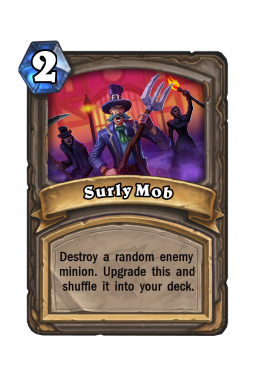 2
Surly Mob
Destroy a random enemy
minion. Upgrade this and
shuffle it into your deck.